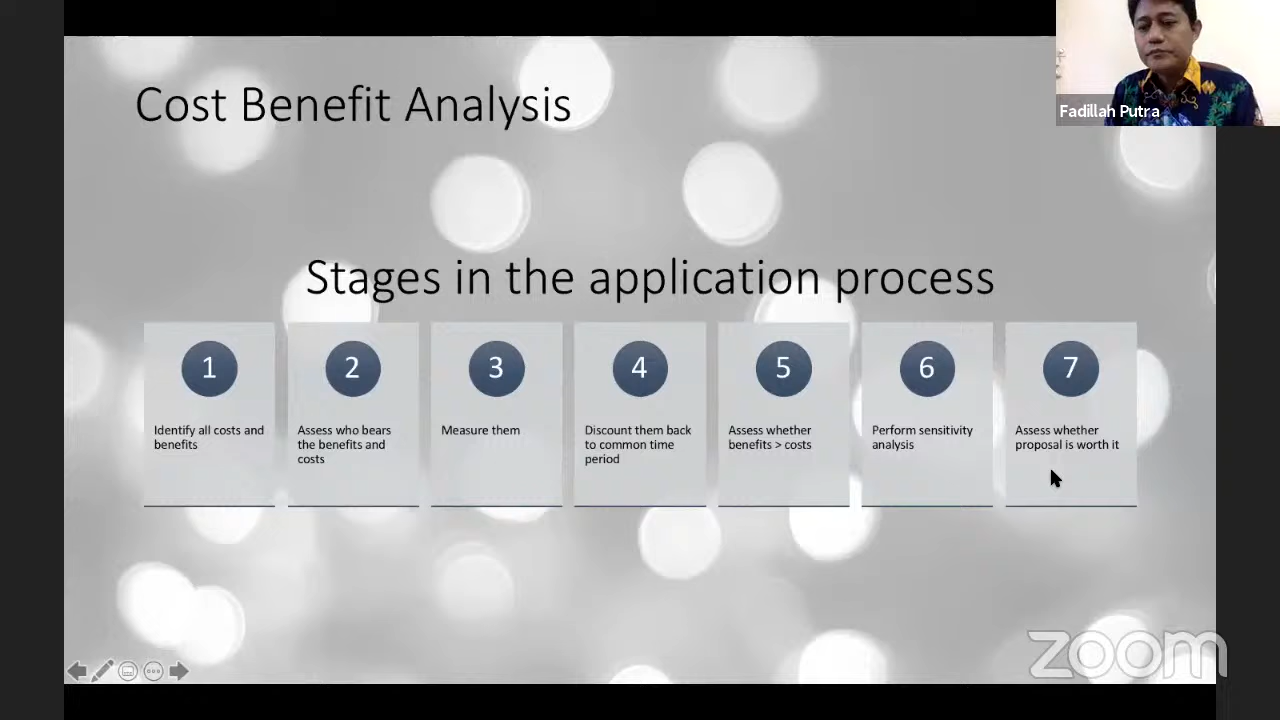 Cost Benefit Analysis
Fadillah Putra
Stages in the application process
1
Identify all costs and
benefits
2
Assess who bears
the benefits and
costs
3
Measure them
4
Discount them back
to common time
period
5
Assess whether
benefits > costs
6
Perform sensitivity
analysis
7
Assess whether
proposal is worth it
zoom